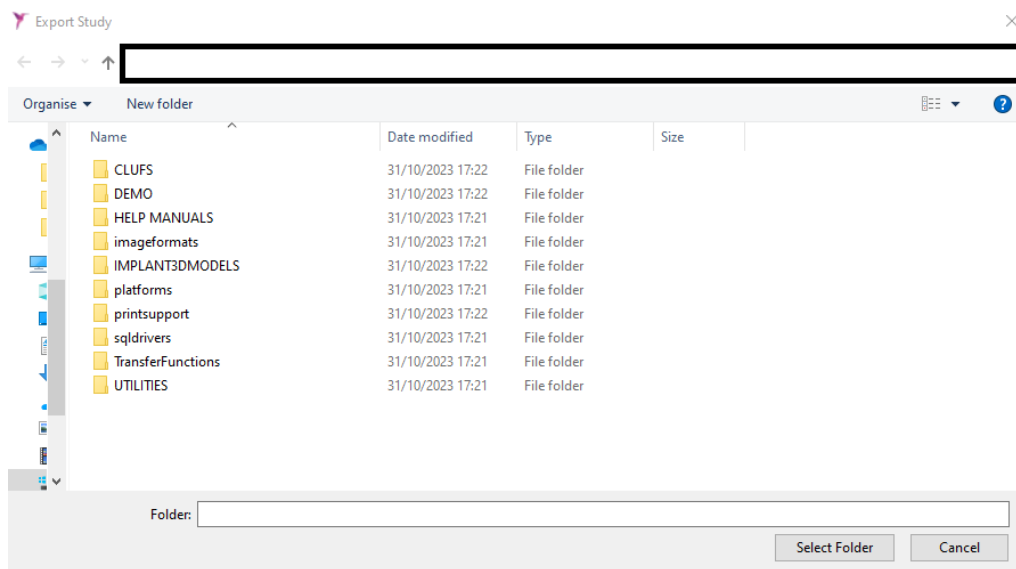 Export Study
Organise New folder
Name Date modified Type Size
CLUFS 31/10/2023 17:22 File folder
DEMO 31/10/2023 17:22 File folder
HELP MANUALS 31/10/2023 17:21 File folder
imageformats 31/10/2023 17:21 File folder
IMPLANT3DMODELS 31/10/2023 17:22 File folder
platforms 31/10/2023 17:21 File folder
printsupport 31/10/2023 17:22 File folder
sqldrivers 31/10/2023 17:21 File folder
TransferFunctions 31/10/2023 17:21 File folder
UTILITIES 31/10/2023 17:21 File folder
Folder:
Select Folder Cancel